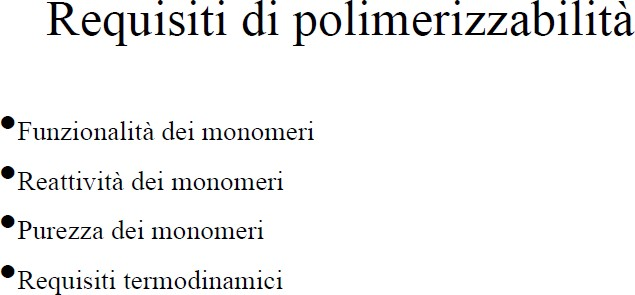 Requisiti di polimerizzabilità
•Funzionalità dei monomeri
•Reattività dei monomeri
•Purezza dei monomeri
•Requisiti termodinamici